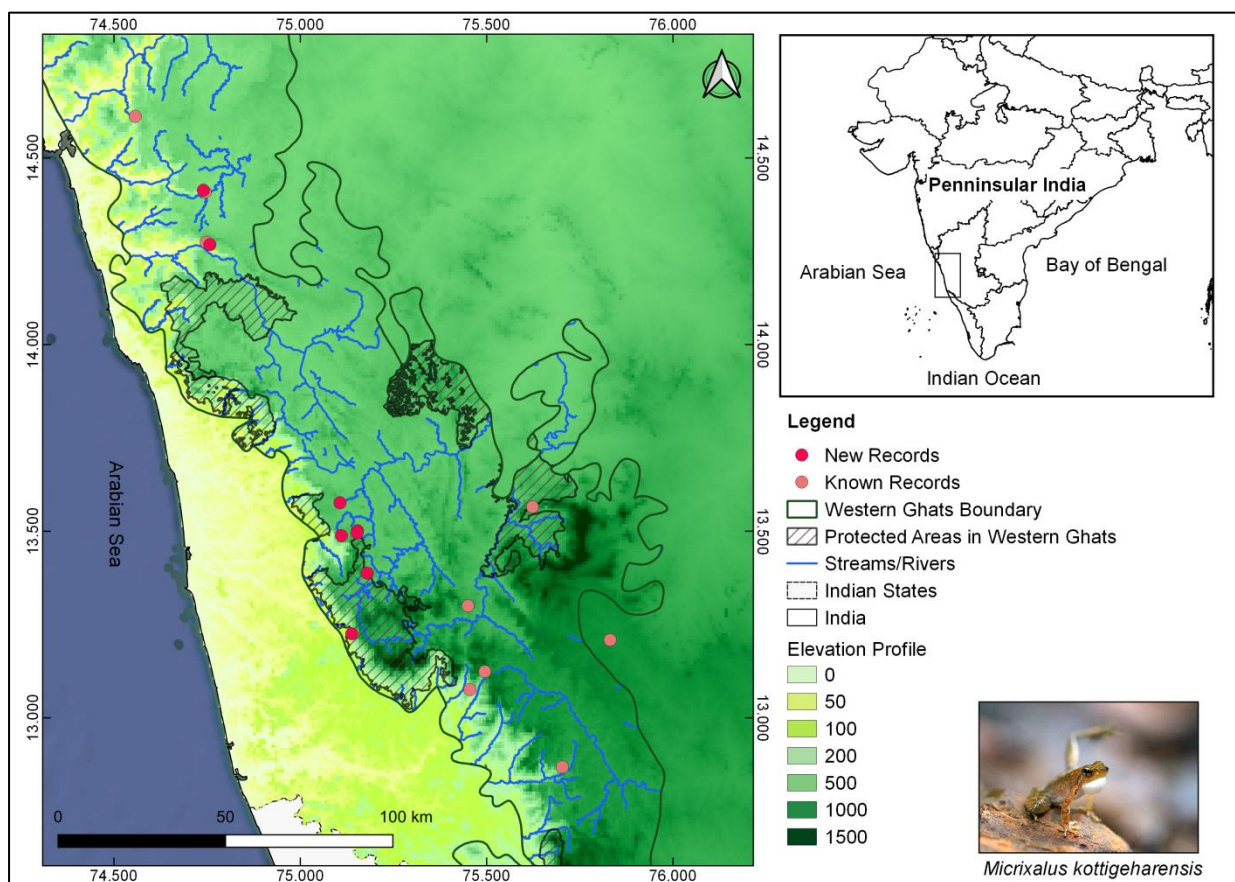 74.500 75.000 75.500 76.000
14.500
14.000
13.500
13.000
Arabian Sea
14.500
14.000
13.500
13.000
0 50 100 km
74.500 75.000 75.500 76.000
Penninsular India
Arabian Sea
Bay of Bengal
Indian Ocean
Legend
New Records
Known Records
Western Ghats Boundary
Protected Areas in Western Ghats
Streams/Rivers
Indian States
India
Elevation Profile
0
50
100
200
500
1000
1500
Micrixalus kottigeharensis